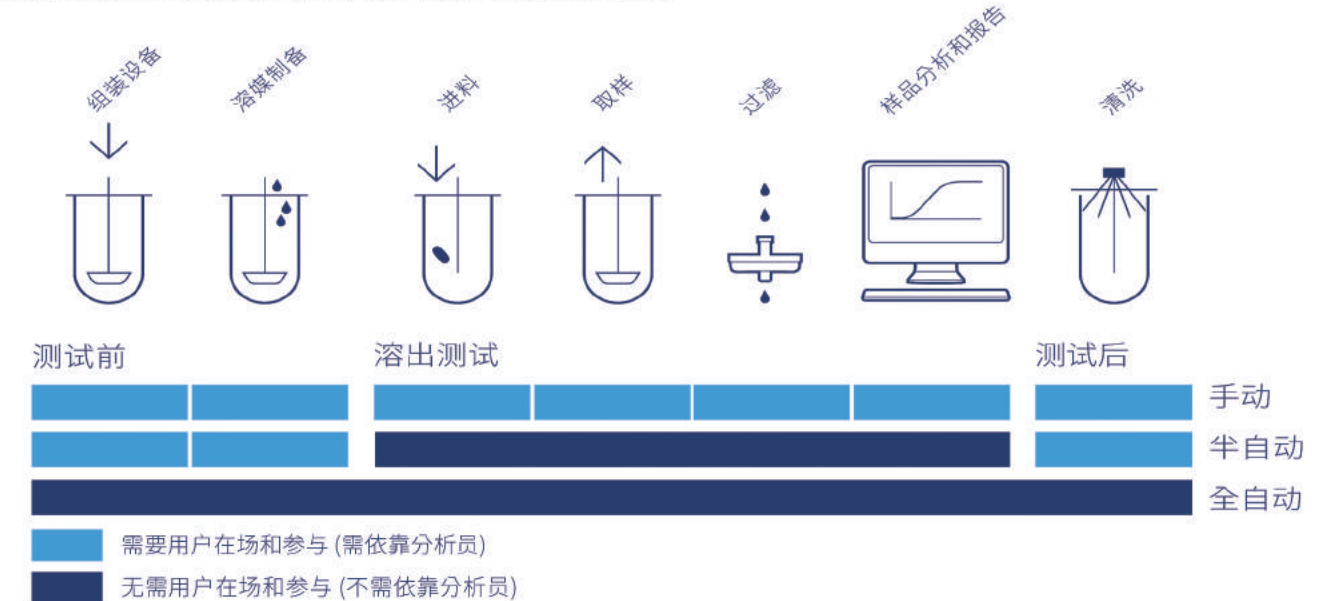 组装设备
溶媒制备
进料
取样
过滤
样品分析和报告
清洗
测试前
溶出测试
测试后
手动
半自动
全自动
需要用户在场和参与 (需依靠分析员)
无需用户在场和参与 (不需依靠分析员)